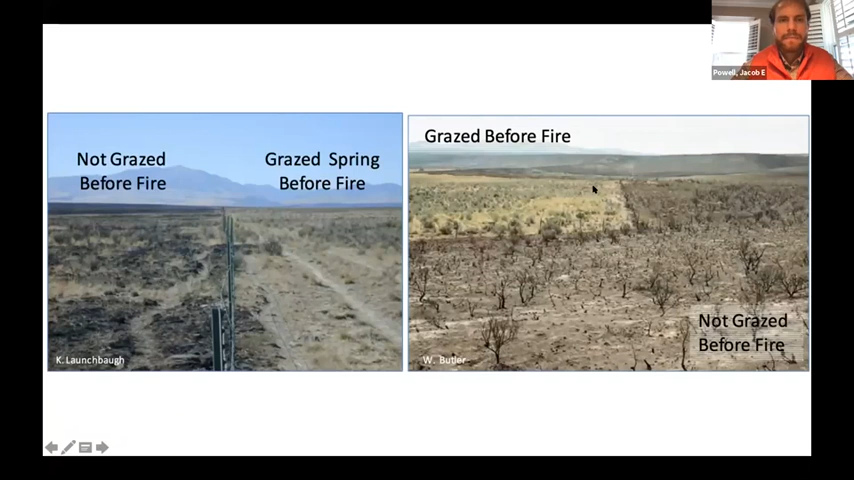 Powell, Jacob E
Not Grazed
Before Fire
Grazed Spring
Before Fire
K. Launchbaugh
Grazed Before Fire
Not Grazed
Before Fire
W. Butler